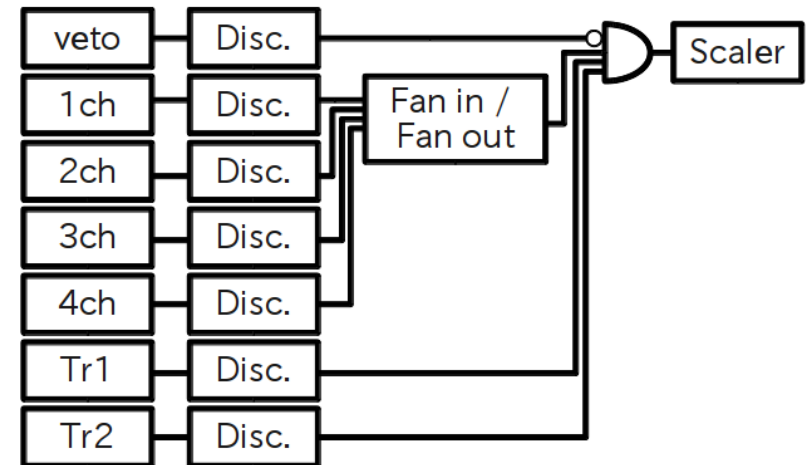 veto
Disc.
Scaler
1ch
Disc.
Fan in /
Fan out
2ch
Disc.
3ch
Disc.
4ch
Disc.
Tr1
Disc.
Tr2
Disc.